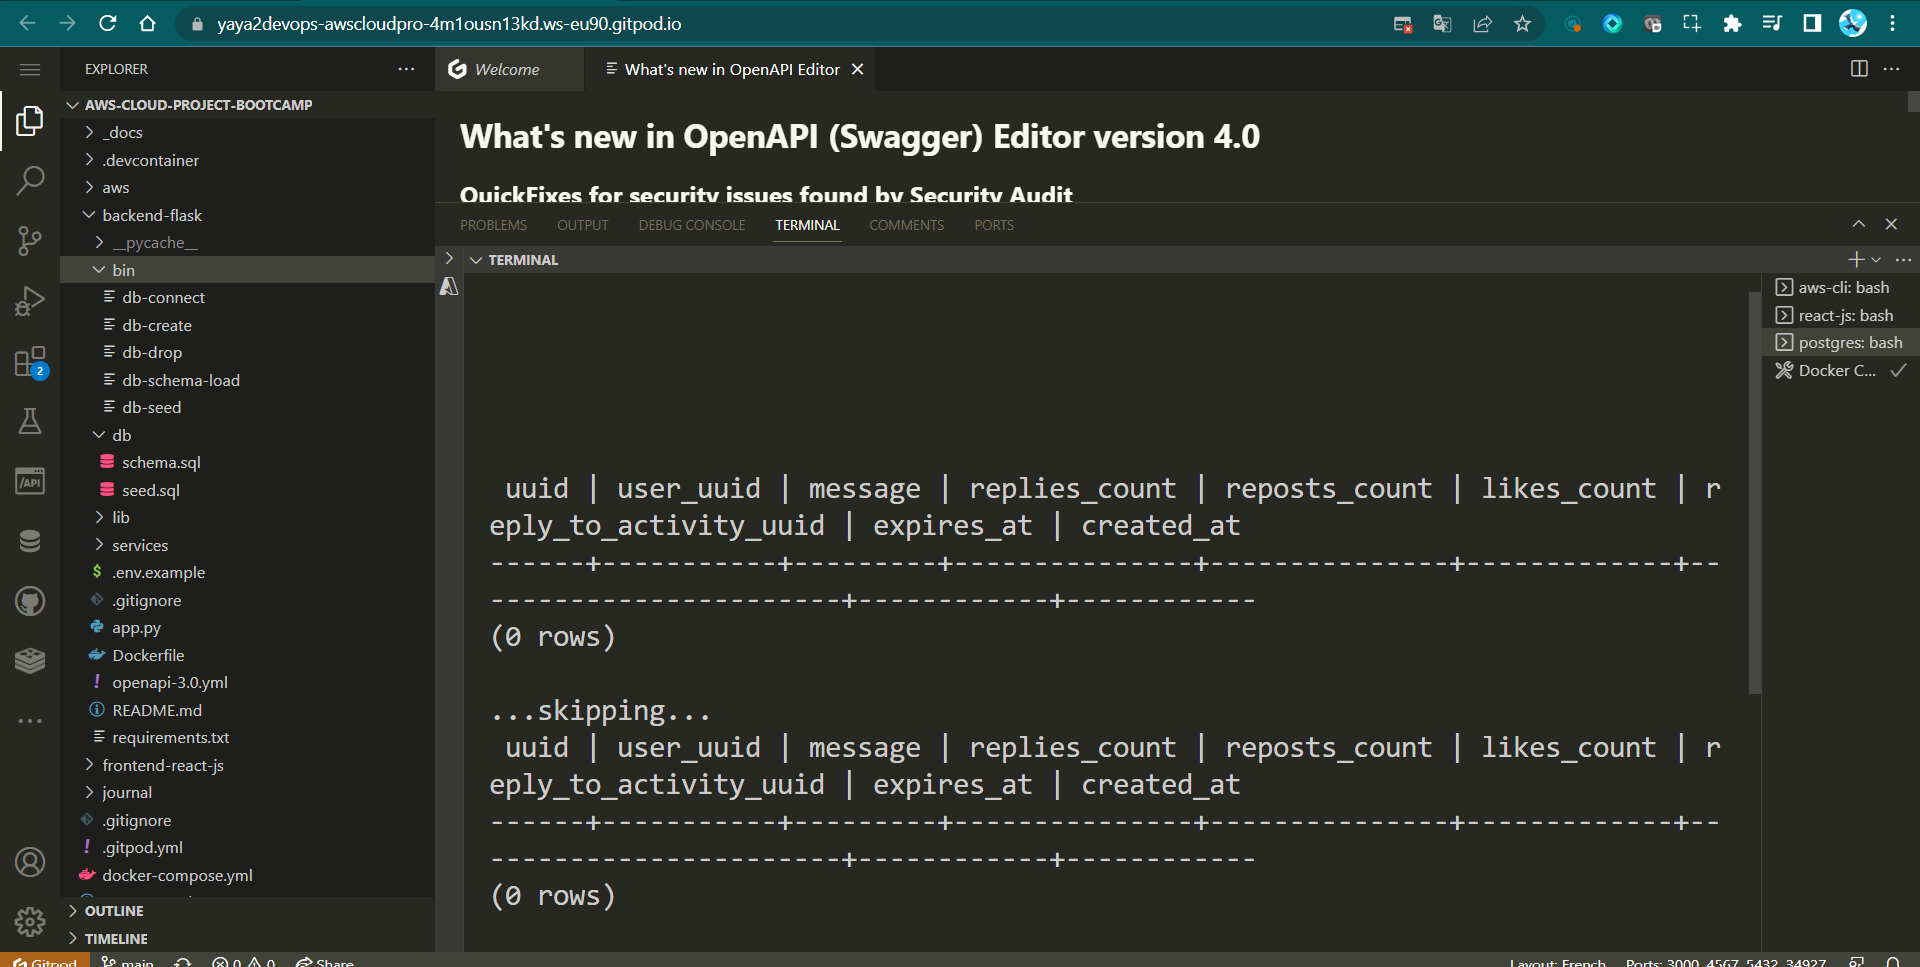 yaya2devops-awscloudpro-4m1ousn13kd.ws-eu90.gitpod.io
EXPLORER
AWS-CLOUD-PROJECT-BOOTCAMP
_docs
.devcontainer
aws
backend-flask
__pycache__
bin
db-connect
db-create
db-drop
db-schema-load
db-seed
db
schema.sql
seed.sql
lib
services
.env.example
.gitignore
app.py
Dockerfile
openapi-3.0.yml
README.md
requirements.txt
frontend-react-js
journal
.gitignore
.gitpod.yml
docker-compose.yml
OUTLINE
TIMELINE
2
/API
Welcome
What's new in OpenAPI Editor
What's new in OpenAPI (Swagger) Editor version 4.0
QuickFixes for security issues found by Security Audit
PROBLEMS OUTPUT DEBUG CONSOLE TERMINAL COMMENTS PORTS
TERMINAL
uuid | user_uuid | message | replies_count | reposts_count | likes_count | r
eply_to_activity_uuid | expires_at | created_at
------+-----------+---------+---------------+---------------+-------------+--
----------------------+------------+------------
(0 rows)
...skipping...
uuid | user_uuid | message | replies_count | reposts_count | likes_count | r
eply_to_activity_uuid | expires_at | created_at
------+-----------+---------+---------------+---------------+-------------+--
----------------------+------------+------------
(0 rows)
aws-cli: bash
react-js: bash
postgres: bash
Docker C...
Gitpod main 0 0 Share
Layout: French Ports: 3000, 4567, 5432, 34927